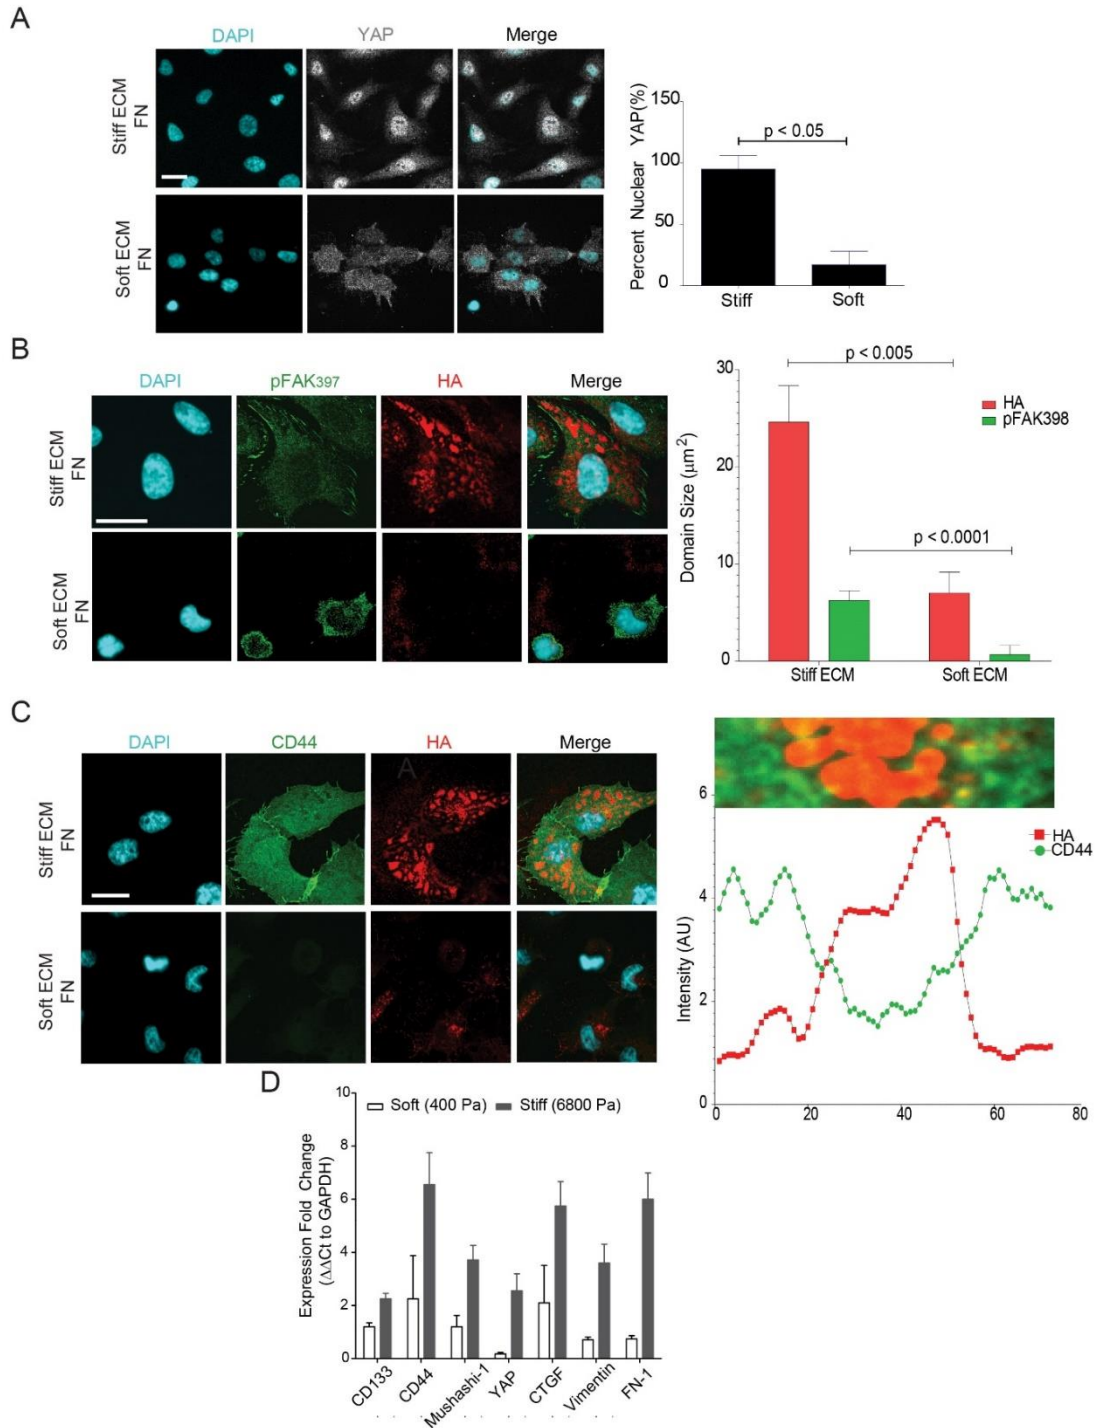 A
DAPI YAP Merge
Stiff ECM
FN
Soft ECM
FN
Percent Nuclear YAP(%)
150
100
50
0
p < 0.05
Stiff Soft
B
DAPI pFAK397 HA Merge
Stiff ECM
FN
Soft ECM
FN
Domain Size (μm²)
30
20
10
0
p < 0.005
HA
pFAK398
p < 0.0001
Stiff ECM Soft ECM
C
DAPI CD44 HA Merge
A
Stiff ECM
FN
Soft ECM
FN
Intensity (AU)
6
4
2
0
HA
CD44
0 20 40 60 80
D
Expression Fold Change
(ΔΔCt to GAPDH)
10
8
6
4
2
0
Soft (400 Pa) Stiff (6800 Pa)
CD133 CD44 Mushashi-1 YAP CTGF Vimentin FN-1